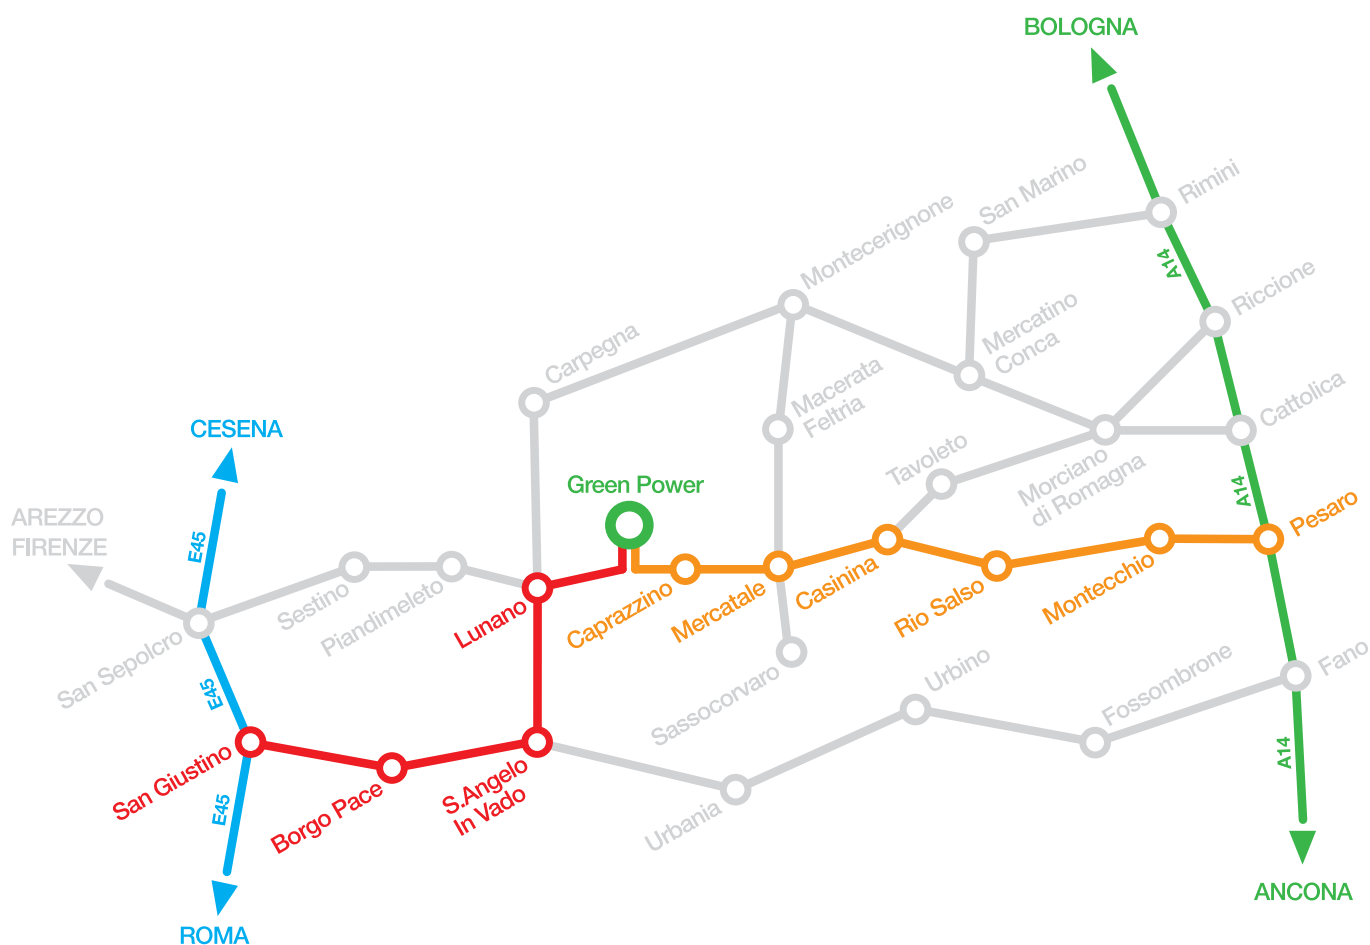 BOLOGNA
San Marino
Rimini
A14
Montecerignone
Riccione
Mercatino
Conca
Carpegna
Macerata
Feltria
Cattolica
CESENA
Tavoleto
Morciano
di Romagna
A14
Green Power
Pesaro
AREZZO
FIRENZE
E45
Sestino
Piandimeleto
Lunano
Caprazzino
Mercatale
Casinina
Rio Salso
Montecchio
San Sepolcro
E45
Sassocorvaro
Urbino
Fossombrone
Fano
San Giustino
A14
E45
Borgo Pace
S.Angelo
In Vado
Urbania
ANCONA
ROMA